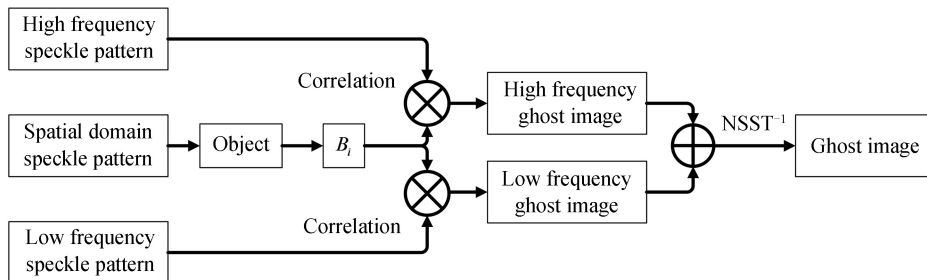 High frequency
speckle pattern
Correlation
High frequency
ghost image
NSST⁻¹
Spatial domain
speckle pattern
Object
Bᵢ
Ghost image
Low frequency
ghost image
Correlation
Low frequency
speckle pattern